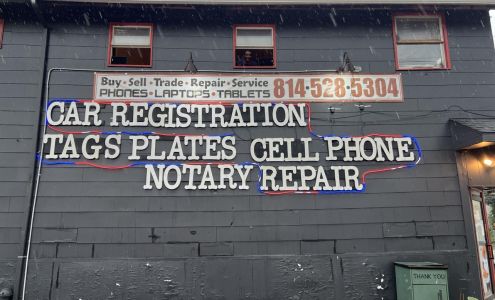 Buy - Sell - Trade - Repair - Service
PHONES • LAPTOPS • TABLETS 814-528-5304
CAR REGISTRATION
TAGS PLATES CELL PHONE
NOTARY REPAIR
THANK YOU